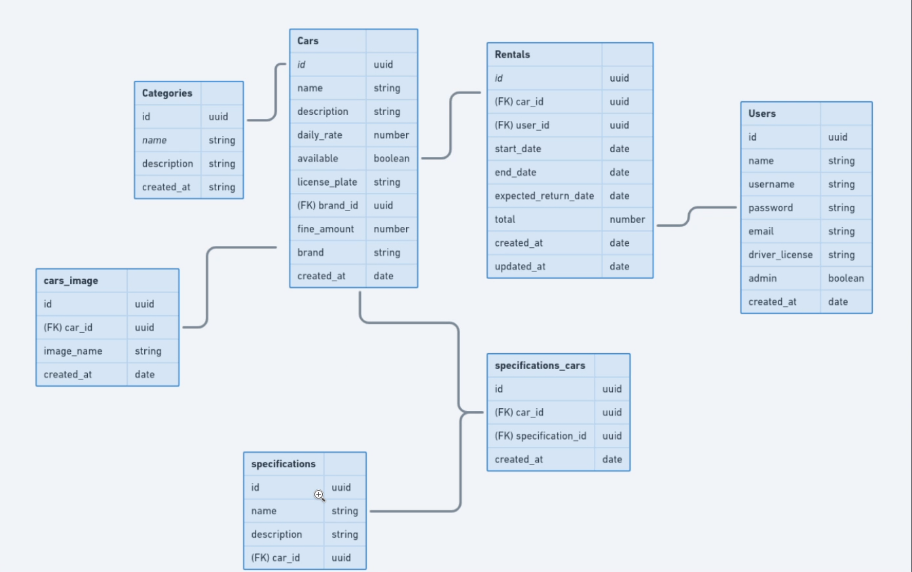 Categories
id uuid
name string
description string
created_at string
Cars
id uuid
name string
description string
daily_rate number
available boolean
license_plate string
(FK) brand_id uuid
fine_amount number
brand string
created_at date
Rentals
id uuid
(FK) car_id uuid
(FK) user_id uuid
start_date date
end_date date
expected_return_date date
total number
created_at date
updated_at date
Users
id uuid
name string
username string
password string
email string
driver_license string
admin boolean
created_at date
cars_image
id uuid
(FK) car_id uuid
image_name string
created_at date
specifications_cars
id uuid
(FK) car_id uuid
(FK) specification_id uuid
created_at date
specifications
id uuid
name string
description string
(FK) car_id uuid